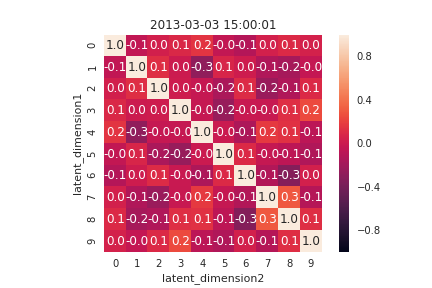 2013-03-03 15:00:01
0 1.0 -0.1 0.0 0.1 0.2 -0.0 -0.1 0.0 0.1 0.0
1 -0.1 1.0 0.1 0.0 -0.3 0.1 0.0 -0.1 -0.2 -0.0
2 0.0 0.1 1.0 -0.0 -0.0 -0.2 0.1 -0.2 -0.1 0.1
3 0.1 0.0 -0.0 1.0 -0.0 -0.2 -0.0 -0.0 0.1 0.2
4 0.2 -0.3 -0.0 -0.0 1.0 -0.0 -0.1 0.2 0.1 -0.1
5 -0.0 0.1 -0.2 -0.2 -0.0 1.0 0.1 -0.0 -0.1 -0.1
6 -0.1 0.0 0.1 -0.0 -0.1 0.1 1.0 -0.1 -0.3 0.0
7 0.0 -0.1 -0.2 -0.0 0.2 -0.0 -0.1 1.0 0.3 -0.1
8 0.1 -0.2 -0.1 0.1 0.1 -0.1 -0.3 0.3 1.0 0.1
9 0.0 -0.0 0.1 0.2 -0.1 -0.1 0.0 -0.1 0.1 1.0
0 1 2 3 4 5 6 7 8 9
latent_dimension2
latent_dimension1
0.8
0.4
0.0
−0.4
−0.8